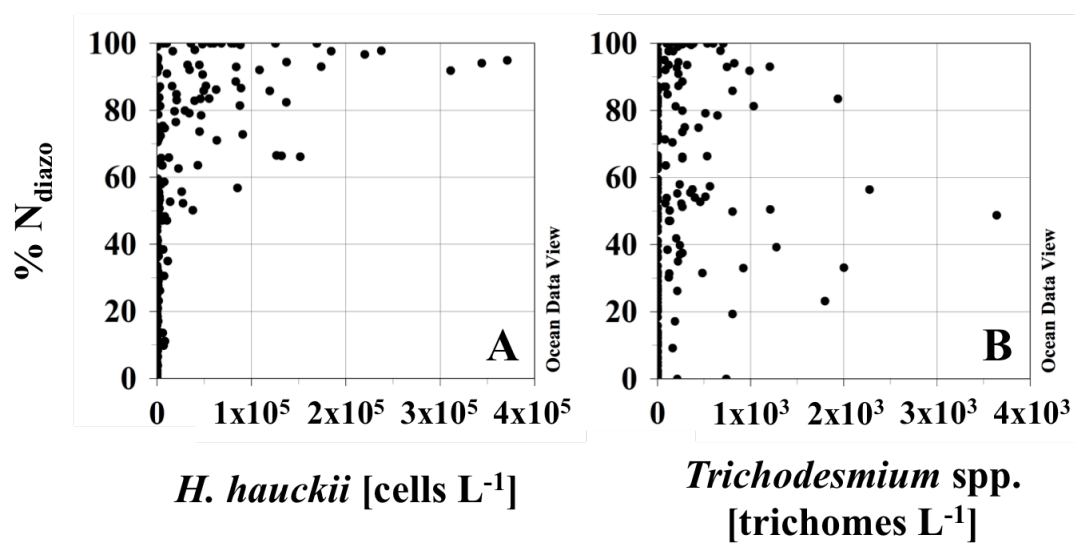 % N_diazo
100
80
60
40
20
0
0 1x10⁵ 2x10⁵ 3x10⁵ 4x10⁵
A
Ocean Data View
H. hauckii [cells L⁻¹]
100
80
60
40
20
0
0 1x10³ 2x10³ 3x10³ 4x10³
B
Ocean Data View
Trichodesmium spp.
[trichomes L⁻¹]